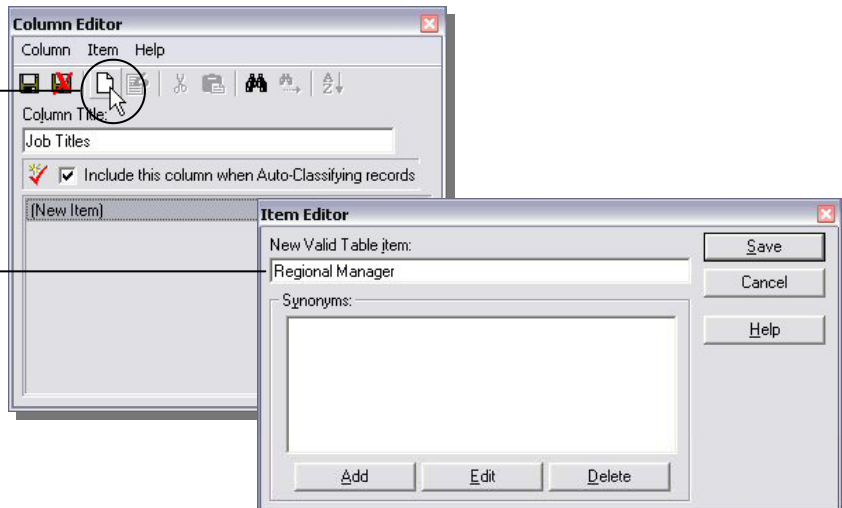 Column Editor
Column Item Help
Column Title:
Job Titles
Include this column when Auto-Classifying records
(New Item)
Item Editor
New Valid Table item:
Regional Manager
Synonyms:
Add Edit Delete
Save
Cancel
Help